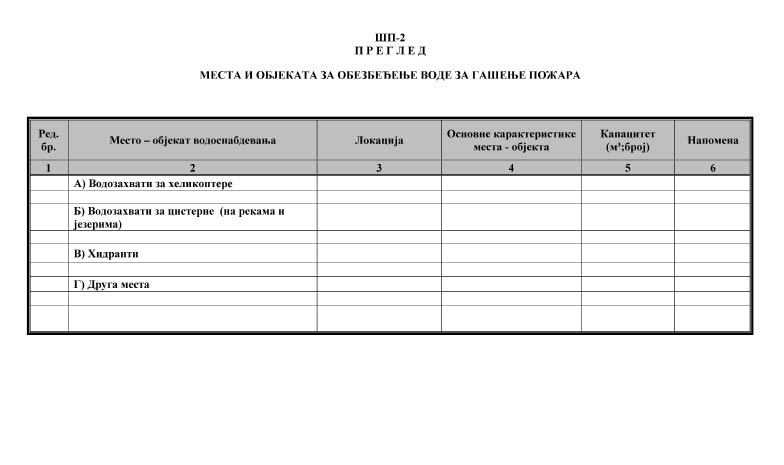 ШП-2
П Р Е Г Л Е Д
МЕСТА И ОБЈЕКАТА ЗА ОБЕЗБЕЂЕЊЕ ВОДЕ ЗА ГАШЕЊЕ ПОЖАРА
Ред. бр. Место – објекат водоснабдевања Локација Основне карактеристике места - објекта Капацитет (м³;број) Напомена
1 2 3 4 5 6
А) Водозахвати за хеликоптере
Б) Водозахвати за цистерне (на рекама и
језерима)
В) Хидранти
Г) Друга места